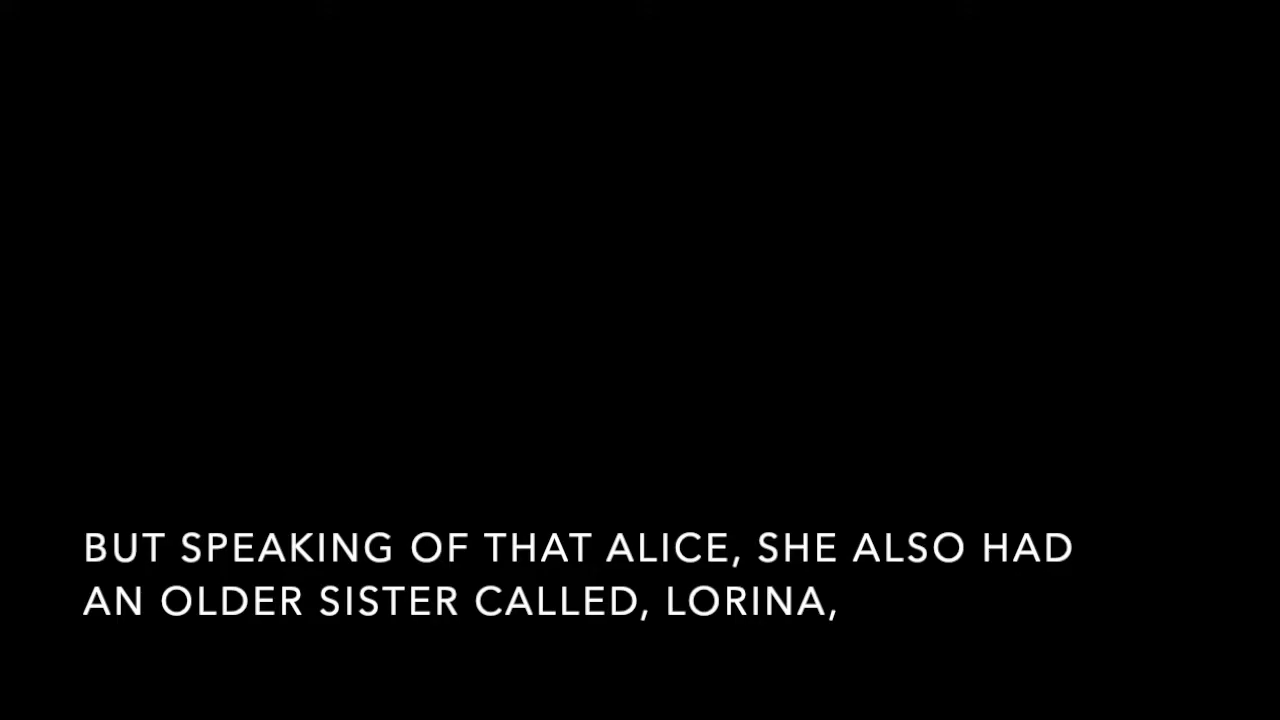 BUT SPEAKING OF THAT ALICE, SHE ALSO HAD
AN OLDER SISTER CALLED, LORINA,